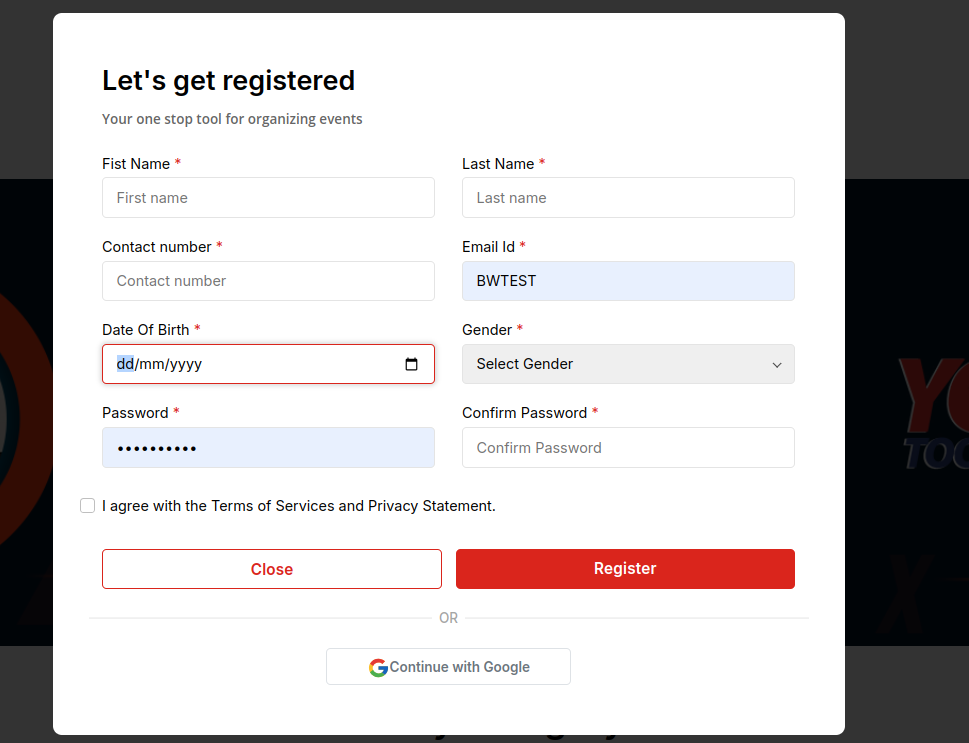 Let's get registered
Your one stop tool for organizing events
Fist Name *
Last Name *
First name
Last name
Contact number *
Email Id *
Contact number
BWTEST
Date Of Birth *
Gender *
dd/mm/yyyy
Select Gender
Password *
Confirm Password *
••••••••••
Confirm Password
I agree with the Terms of Services and Privacy Statement.
Close
Register
OR
Continue with Google